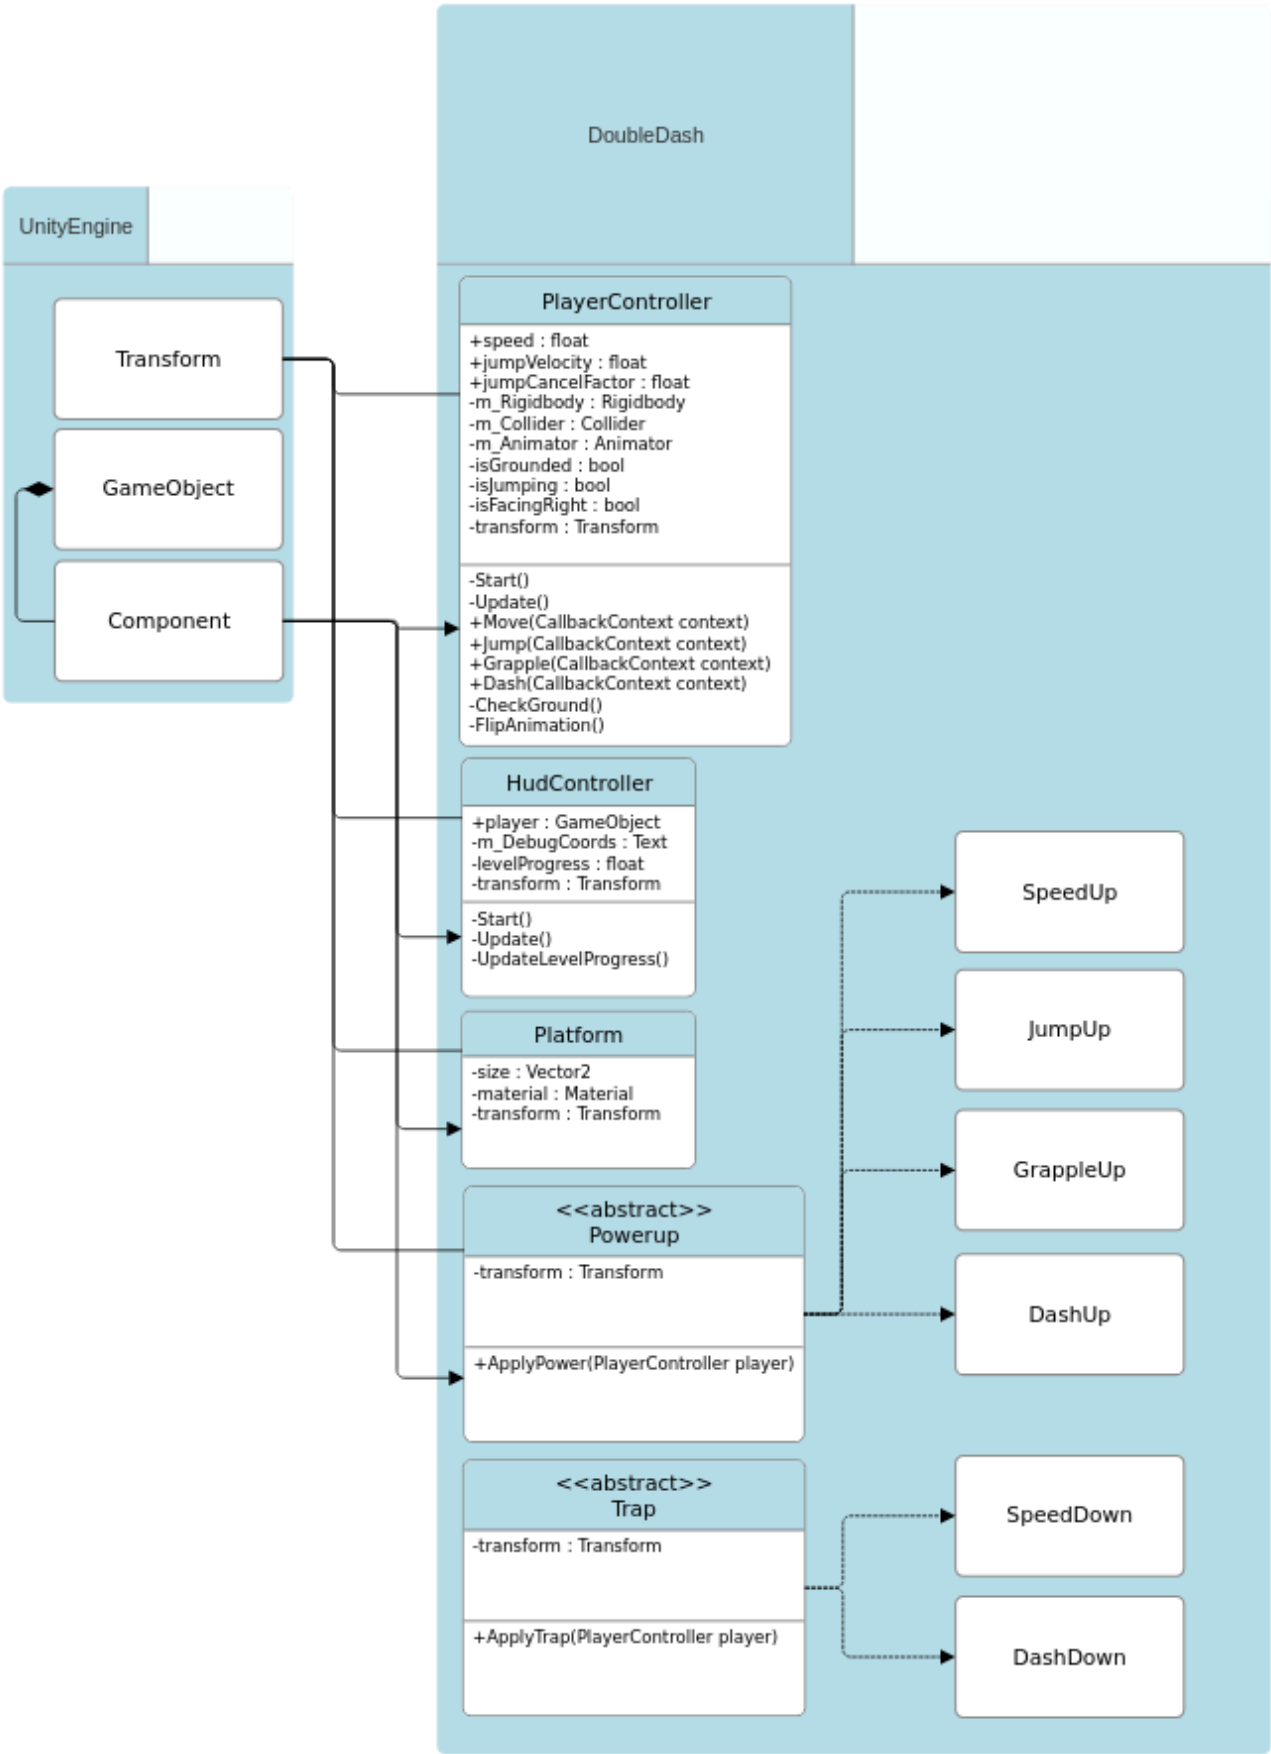 DoubleDash
UnityEngine
Transform
GameObject
Component
PlayerController
+speed : float
+jumpVelocity : float
+jumpCancelFactor : float
-m_Rigidbody : Rigidbody
-m_Collider : Collider
-m_Animator : Animator
-isGrounded : bool
-isJumping : bool
-isFacingRight : bool
-transform : Transform
-Start()
-Update()
+Move(CallbackContext context)
+Jump(CallbackContext context)
+Grapple(CallbackContext context)
+Dash(CallbackContext context)
-CheckGround()
-FlipAnimation()
HudController
+player : GameObject
-m_DebugCoords : Text
-levelProgress : float
-transform : Transform
-Start()
-Update()
-UpdateLevelProgress()
Platform
-size : Vector2
-material : Material
-transform : Transform
<<abstract>>
Powerup
-transform : Transform
+ApplyPower(PlayerController player)
SpeedUp
JumpUp
GrappleUp
DashUp
<<abstract>>
Trap
-transform : Transform
+ApplyTrap(PlayerController player)
SpeedDown
DashDown